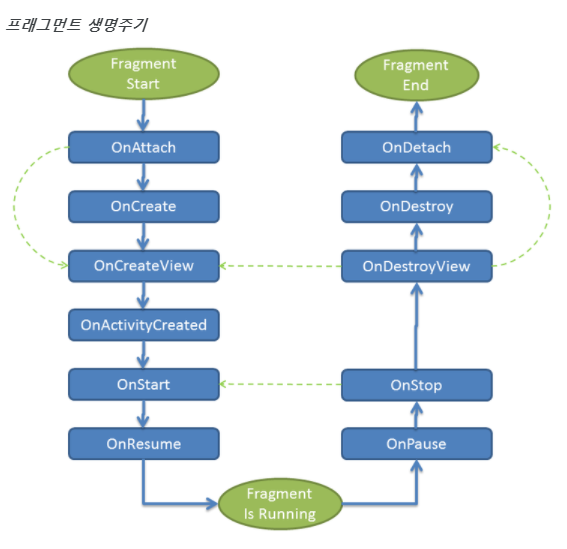 프래그먼트 생명주기
Fragment
Start
OnAttach
OnCreate
OnCreateView
OnActivityCreated
OnStart
OnResume
Fragment
Is Running
OnPause
OnStop
OnDestroyView
OnDestroy
OnDetach
Fragment
End